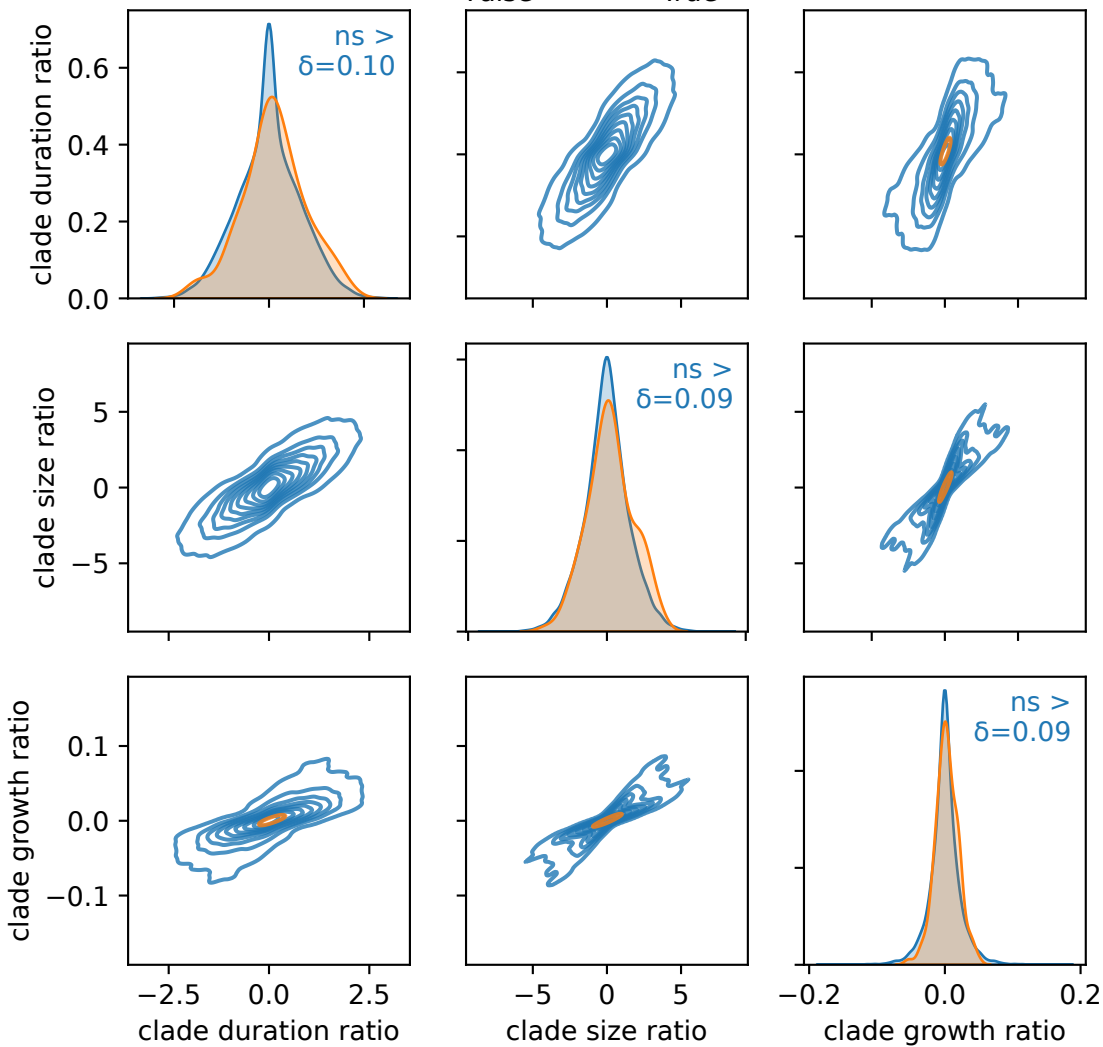 clade duration ratio
0.6
0.4
0.2
0.0
ns >
δ=0.10
clade size ratio
5
0
−5
ns >
δ=0.09
clade growth ratio
0.1
0.0
−0.1
ns >
δ=0.09
−2.5 0.0 2.5
−5 0 5
−0.2 0.0 0.2
clade duration ratio
clade size ratio
clade growth ratio